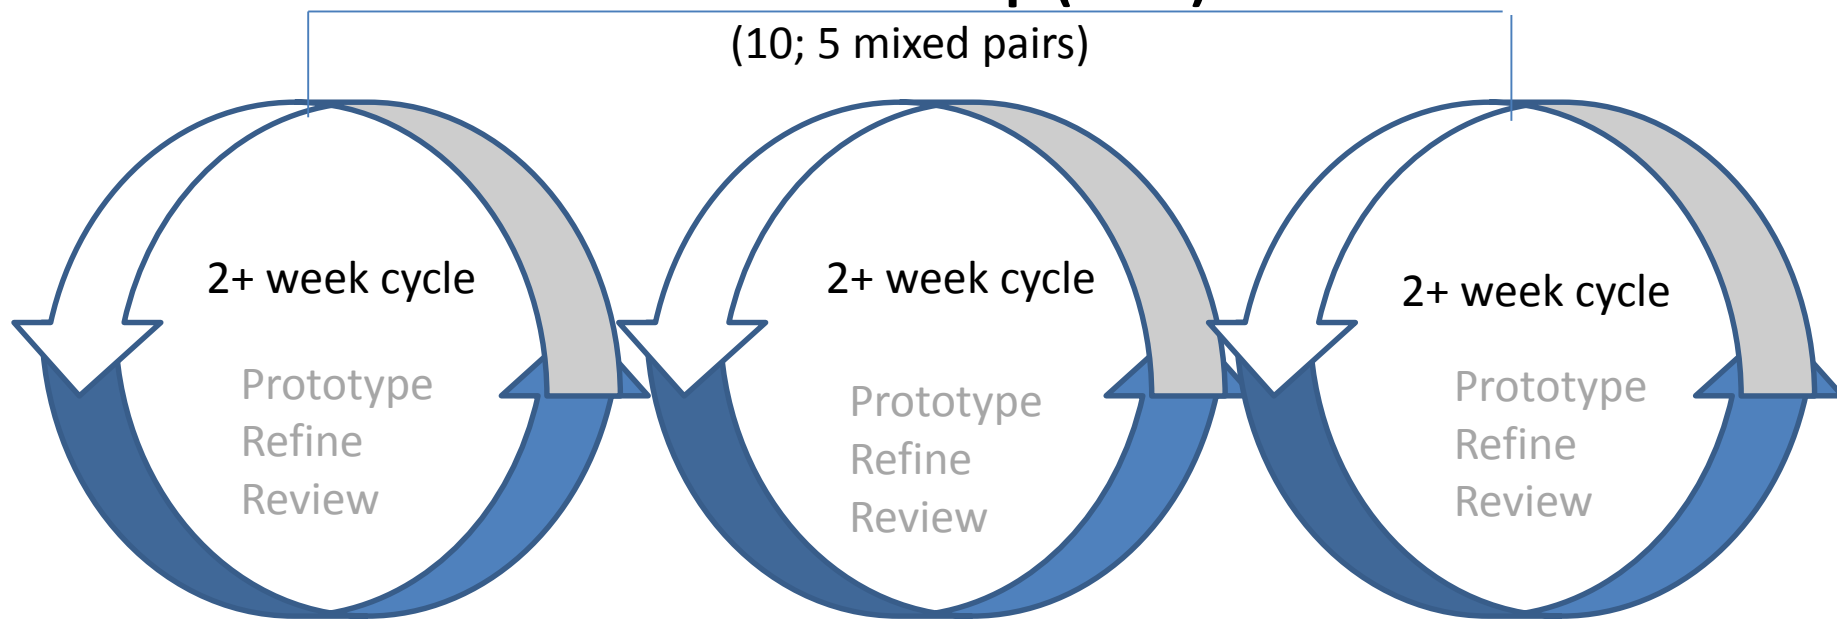 (10; 5 mixed pairs)
2+ week cycle
Prototype
Refine
Review
2+ week cycle
Prototype
Refine
Review
2+ week cycle
Prototype
Refine
Review